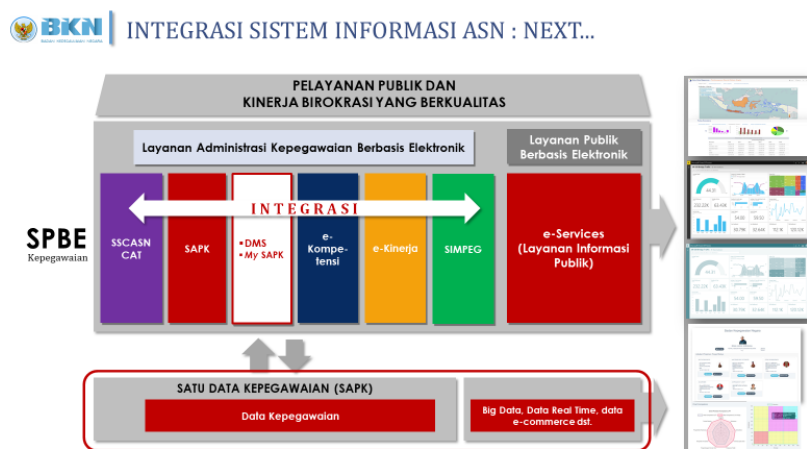 BKN
BADAN KEPEGAWAIAN NEGARA
INTEGRASI SISTEM INFORMASI ASN : NEXT...
PELAYANAN PUBLIK DAN
KINERJA BIROKRASI YANG BERKUALITAS
Layanan Administrasi Kepegawaian Berbasis Elektronik
Layanan Publik
Berbasis Elektronik
INTEGRASI
SPBE
Kepegawaian
SSCASN
CAT
SAPK
▪DMS
▪My SAPK
e-
Kompe-
tensi
e-Kinerja
SIMPEG
e-Services
(Layanan Informasi
Publik)
SATU DATA KEPEGAWAIAN (SAPK)
Data Kepegawaian
Big Data, Data Real Time, data
e-commerce dst.